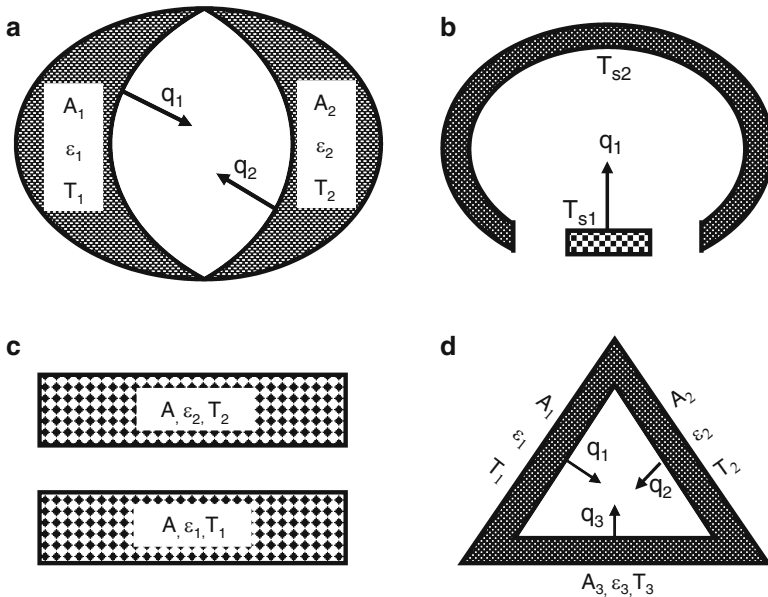 a
A₁
ε₁
T₁
q₁
q₂
A₂
ε₂
T₂
b
Tₛ₂
q₁
Tₛ₁
c
A, ε₂, T₂
A, ε₁,T₁
d
A₁
ε₁
T₁
A₂
ε₂
T₂
q₁
q₂
q₃
A₃, ε₃,T₃